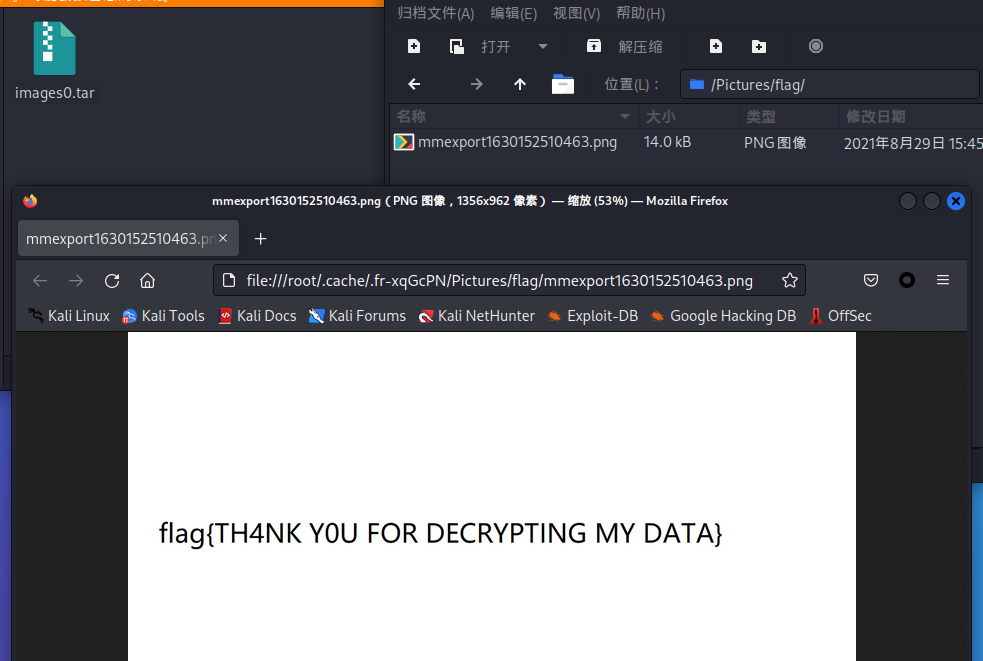 images0.tar
归档文件(A) 编辑(E) 视图(V) 帮助(H)
打开 解压缩
位置(L)： /Pictures/flag/
名称 大小 类型 修改日期
mmexport1630152510463.png 14.0 kB PNG 图像 2021年8月29日 15:45
mmexport1630152510463.png（PNG 图像，1356x962 像素） — 缩放 (53%) — Mozilla Firefox
mmexport1630152510463.pn
file:///root/.cache/.fr-xqGcPN/Pictures/flag/mmexport1630152510463.png
Kali Linux Kali Tools Kali Docs Kali Forums Kali NetHunter Exploit-DB Google Hacking DB OffSec
flag{TH4NK Y0U FOR DECRYPTING MY DATA}